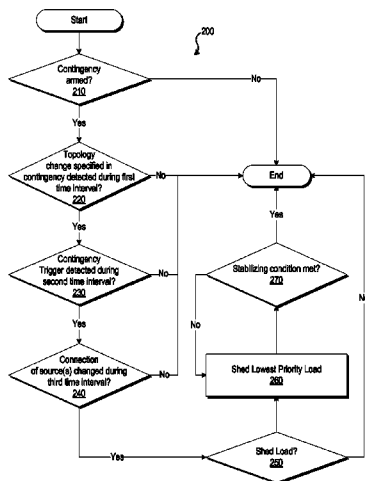 Start
200
Contingency
armed?
210
No
Yes
Topology
change specified in
contingency detected during first
time interval?
220
No
End
Yes
Yes
Contingency
Trigger detected during
second time interval?
230
No
Stabilizing condition met?
270
No
No
Yes
Connection
of source(s) changed during
third time interval?
240
No
Shed Lowest Priority Load
260
Yes
Shed Load?
250